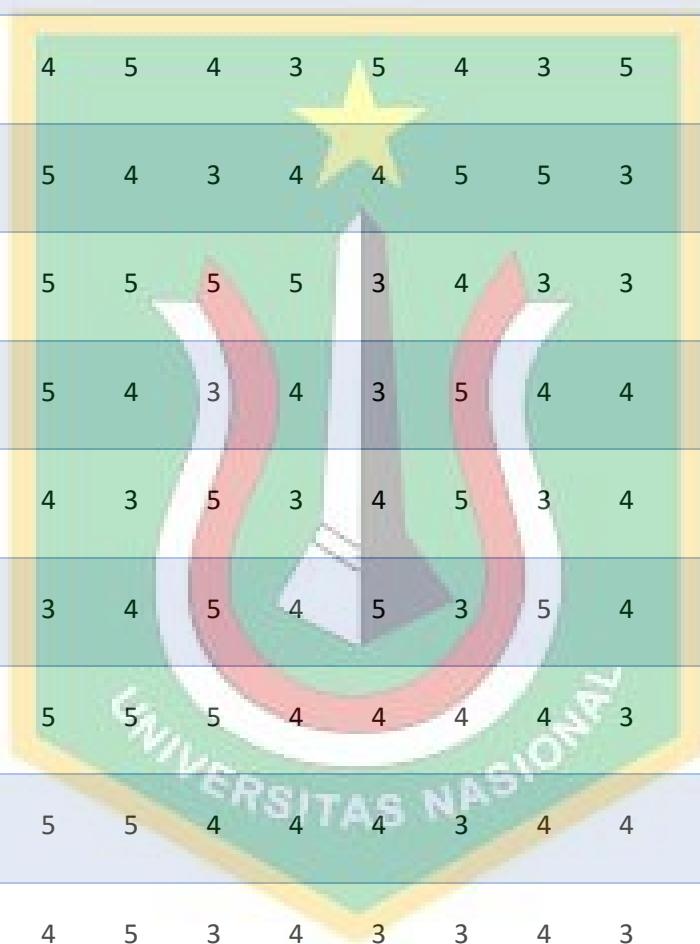 4 5 4 3 5 4 3 5
5 4 3 4 4 5 5 3
5 5 5 5 3 4 3 3
5 4 3 4 3 5 4 4
4 3 5 3 4 5 3 4
3 4 5 4 5 3 5 4
5 5 5 4 4 4 4 3
UNIVERSITAS NASIONAL
5 5 4 4 4 3 4 4
4 5 3 4 3 3 4 3